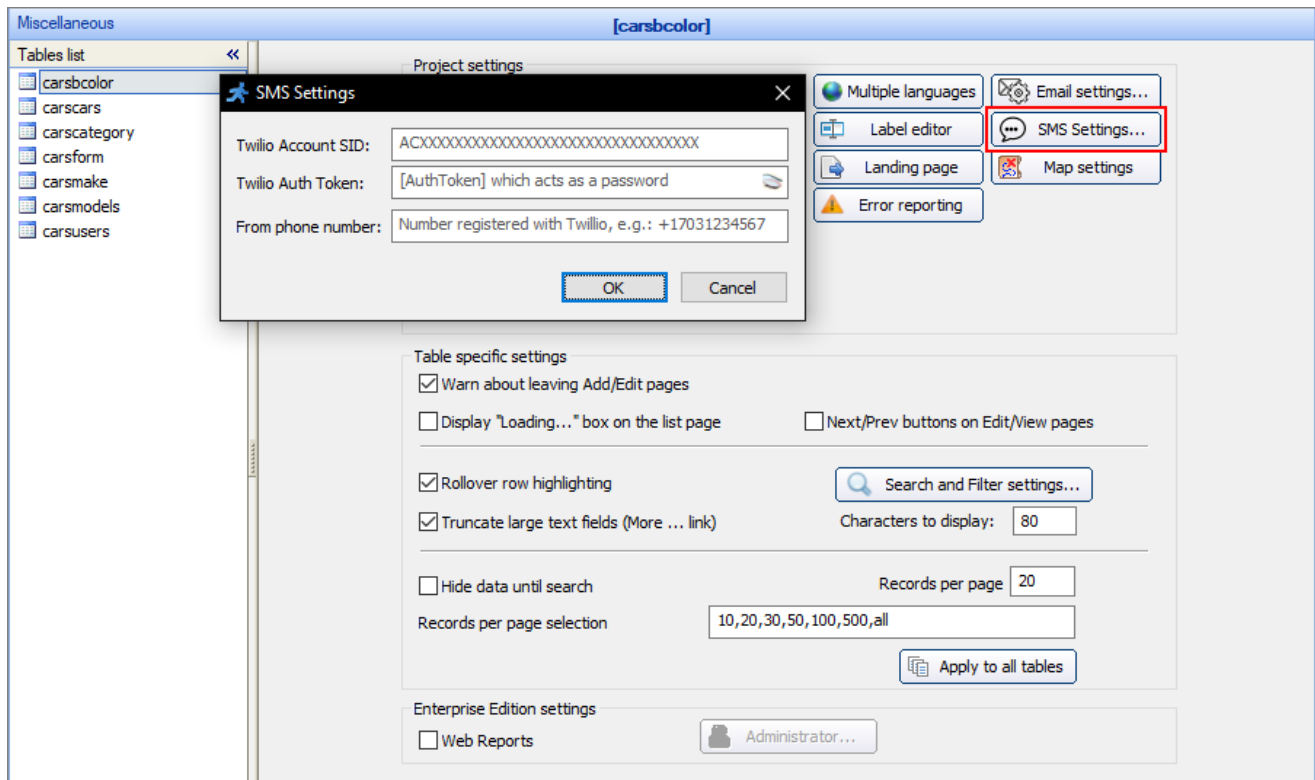 Miscellaneous
[carsbcolor]
Tables list
carsbcolor
carscars
carscategory
carsform
carsmake
carsmodels
carsusers
Project settings
Multiple languages
Email settings...
Label editor
SMS Settings...
Landing page
Map settings
Error reporting
SMS Settings
Twilio Account SID: ACXXXXXXXXXXXXXXXXXXXXXXXXXXXXXXXX
Twilio Auth Token: [AuthToken] which acts as a password
From phone number: Number registered with Twillio, e.g.: +17031234567
OK
Cancel
Table specific settings
Warn about leaving Add/Edit pages
Display "Loading..." box on the list page
Next/Prev buttons on Edit/View pages
Rollover row highlighting
Search and Filter settings...
Truncate large text fields (More ... link)
Characters to display: 80
Hide data until search
Records per page 20
Records per page selection 10,20,30,50,100,500,all
Apply to all tables
Enterprise Edition settings
Web Reports
Administrator...